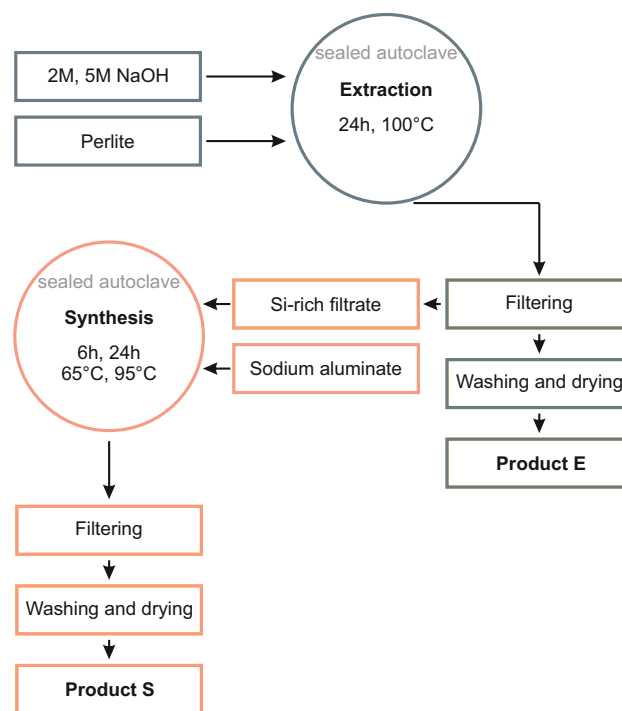 2M, 5M NaOH
Perlite
sealed autoclave
Extraction
24h, 100°C
sealed autoclave
Synthesis
6h, 24h
65°C, 95°C
Si-rich filtrate
Sodium aluminate
Filtering
Washing and drying
Product E
Filtering
Washing and drying
Product S